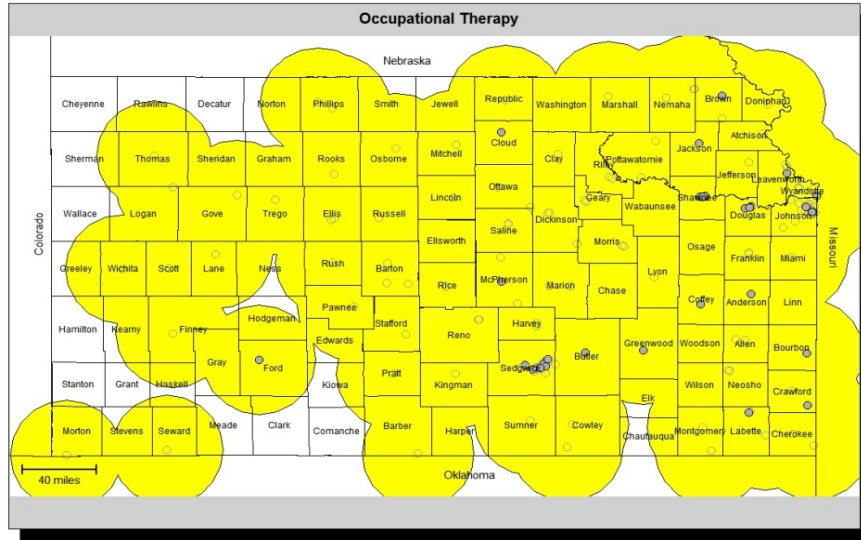 Occupational Therapy
Nebraska
Cheyenne Rawlins Decatur Norton Phillips Smith Jewell Republic Washington Marshall Nemaha Brown Doniphan
Atchison
Sherman Thomas Sheridan Graham Rooks Osborne Mitchell Cloud Clay Riley Pottawatomie Jackson
Jefferson Leavenworth
Wyandotte
Wallace Logan Gove Trego Ellis Russell Lincoln Ottawa Dickinson Geary Wabaunsee Shawnee Douglas Johnson
Colorado
Missouri
Saline
Ellsworth Morris Osage
Greeley Wichita Scott Lane Ness Rush Barton Rice McPherson Marion Chase Lyon Franklin Miami
Coffey Anderson Linn
Hamilton Kearny Finney Hodgeman Pawnee Stafford Reno Harvey
Edwards Greenwood Woodson Allen Bourbon
Gray Ford Sedgwick Butler
Stanton Grant Haskell Kiowa Pratt Kingman Elk Wilson Neosho Crawford
Morton Stevens Seward Meade Clark Comanche Barber Harper Sumner Cowley Chautauqua Montgomery Labette Cherokee
40 miles
Oklahoma